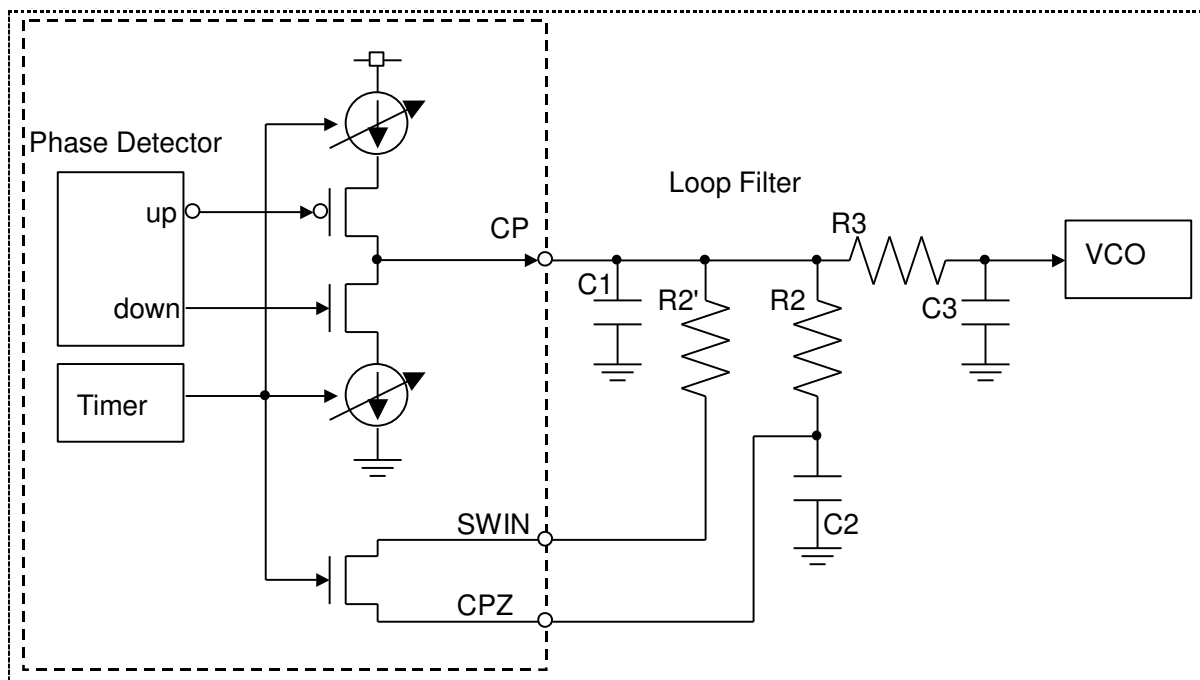 Phase Detector
up
down
Timer
CP
SWIN
CPZ
Loop Filter
C1
R2'
R2
R3
C3
C2
VCO